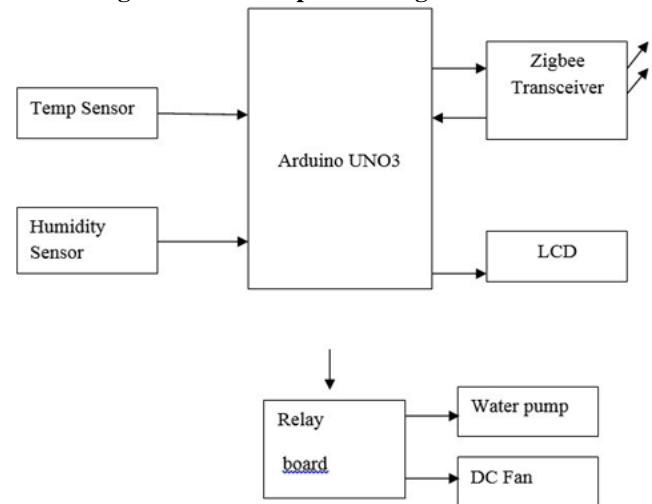 Zigbee
Transceiver
Temp Sensor
Arduino UNO3
Humidity
Sensor
LCD
Relay
board
Water pump
DC Fan